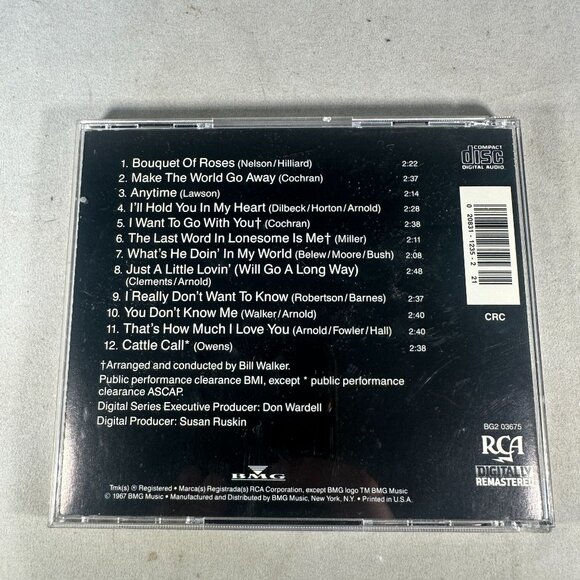 COMPACT
disc
DIGITAL AUDIO
1. Bouquet Of Roses (Nelson/Hilliard) 2:22
2. Make The World Go Away (Cochran) 2:37
3. Anytime (Lawson) 2:14
4. I'll Hold You In My Heart (Dilbeck/Horton/Arnold) 2:28
5. I Want To Go With You† (Cochran) 2:38
6. The Last Word In Lonesome Is Me† (Miller) 2:11
7. What's He Doin' In My World (Belew/Moore/Bush) 2:08
8. Just A Little Lovin' (Will Go A Long Way) 2:48
(Clements/Arnold)
9. I Really Don't Want To Know (Robertson/Barnes) 2:37
10. You Don't Know Me (Walker/Arnold) 2:40
11. That's How Much I Love You (Arnold/Fowler/Hall) 2:40
12. Cattle Call* (Owens) 2:38
†Arranged and conducted by Bill Walker.
Public performance clearance BMI, except * public performance
clearance ASCAP.
Digital Series Executive Producer: Don Wardell
Digital Producer: Susan Ruskin
0 20831-1235-2 21
CRC
BG2 03675
RCA
DIGITALLY
REMASTERED
BMG
Tmk(s) ® Registered • Marca(s) Registrada(s) RCA Corporation, except BMG logo TM BMG Music
© 1967 BMG Music • Manufactured and Distributed by BMG Music, New York, N.Y. • Printed in U.S.A.